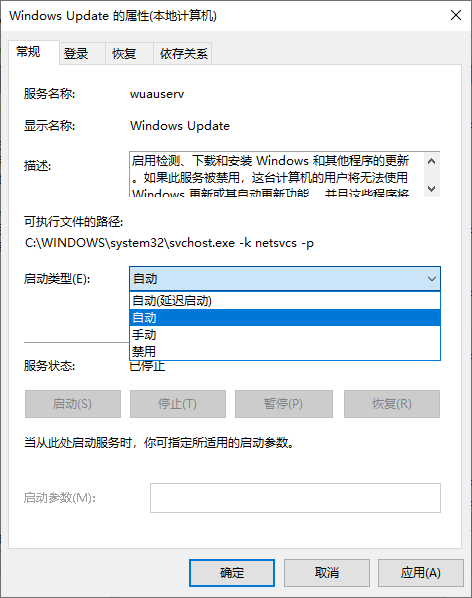 Windows Update 的属性(本地计算机)
常规 登录 恢复 依存关系
服务名称: wuauserv
显示名称: Windows Update
描述: 启用检测、下载和安装 Windows 和其他程序的更新
。如果此服务被禁用，这台计算机的用户将无法使用
Windows 更新或其自动更新功能，并且这些程序将
可执行文件的路径:
C:\WINDOWS\system32\svchost.exe -k netsvcs -p
启动类型(E): 自动
自动(延迟启动)
自动
手动
禁用
服务状态: 已停止
启动(S) 停止(T) 暂停(P) 恢复(R)
当从此处启动服务时，你可指定所适用的启动参数。
启动参数(M):
确定 取消 应用(A)